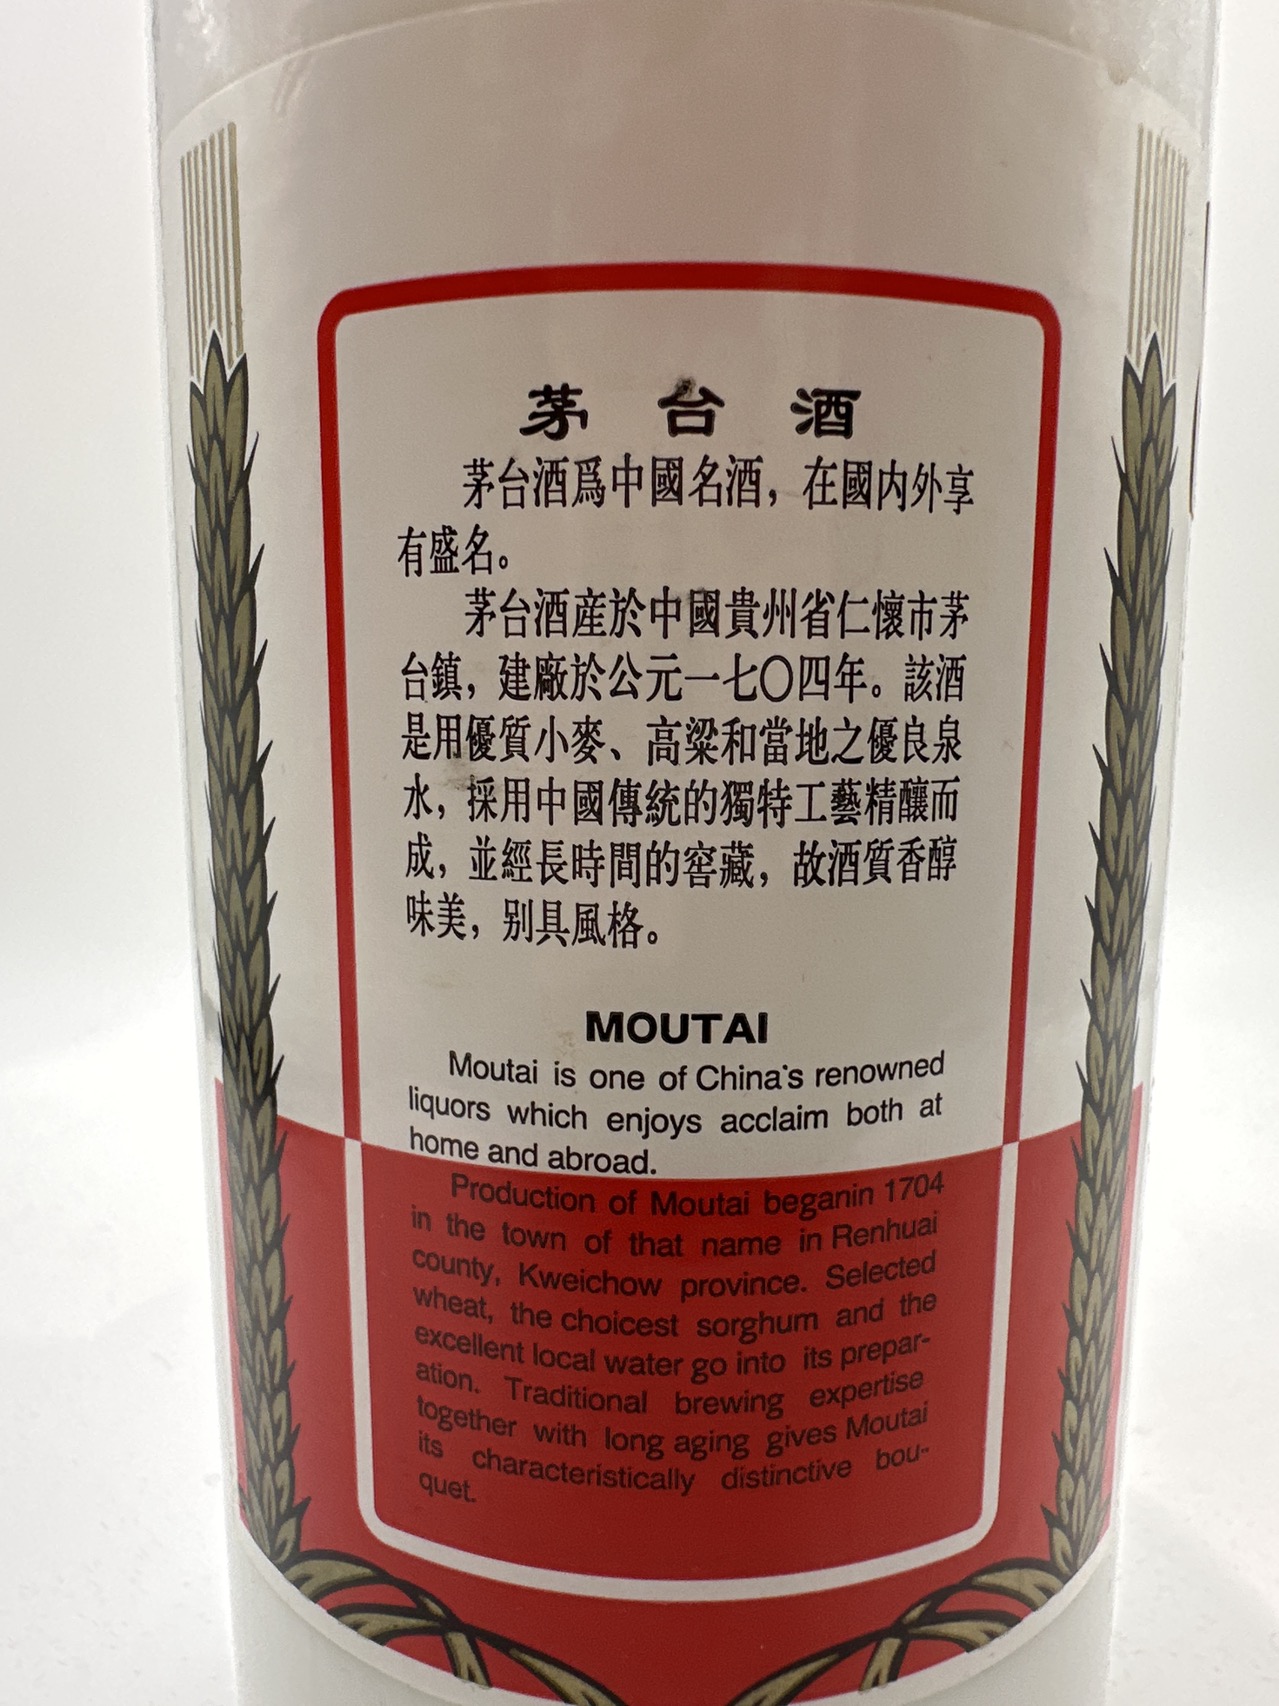 茅台酒
茅台酒爲中國名酒，在國内外享
有盛名。
茅台酒産於中國貴州省仁懷市茅
台鎮，建廠於公元一七〇四年。該酒
是用優質小麥、高粱和當地之優良泉
水，採用中國傳統的獨特工藝精釀而
成，並經長時間的窖藏，故酒質香醇
味美，别具風格。
MOUTAI
Moutai is one of China's renowned
liquors which enjoys acclaim both at
home and abroad.
Production of Moutai beganin 1704
in the town of that name in Renhuai
county, Kweichow province. Selected
wheat, the choicest sorghum and the
excellent local water go into its prepar-
ation. Traditional brewing expertise
together with long aging gives Moutai
its characteristically distinctive bou-
quet.